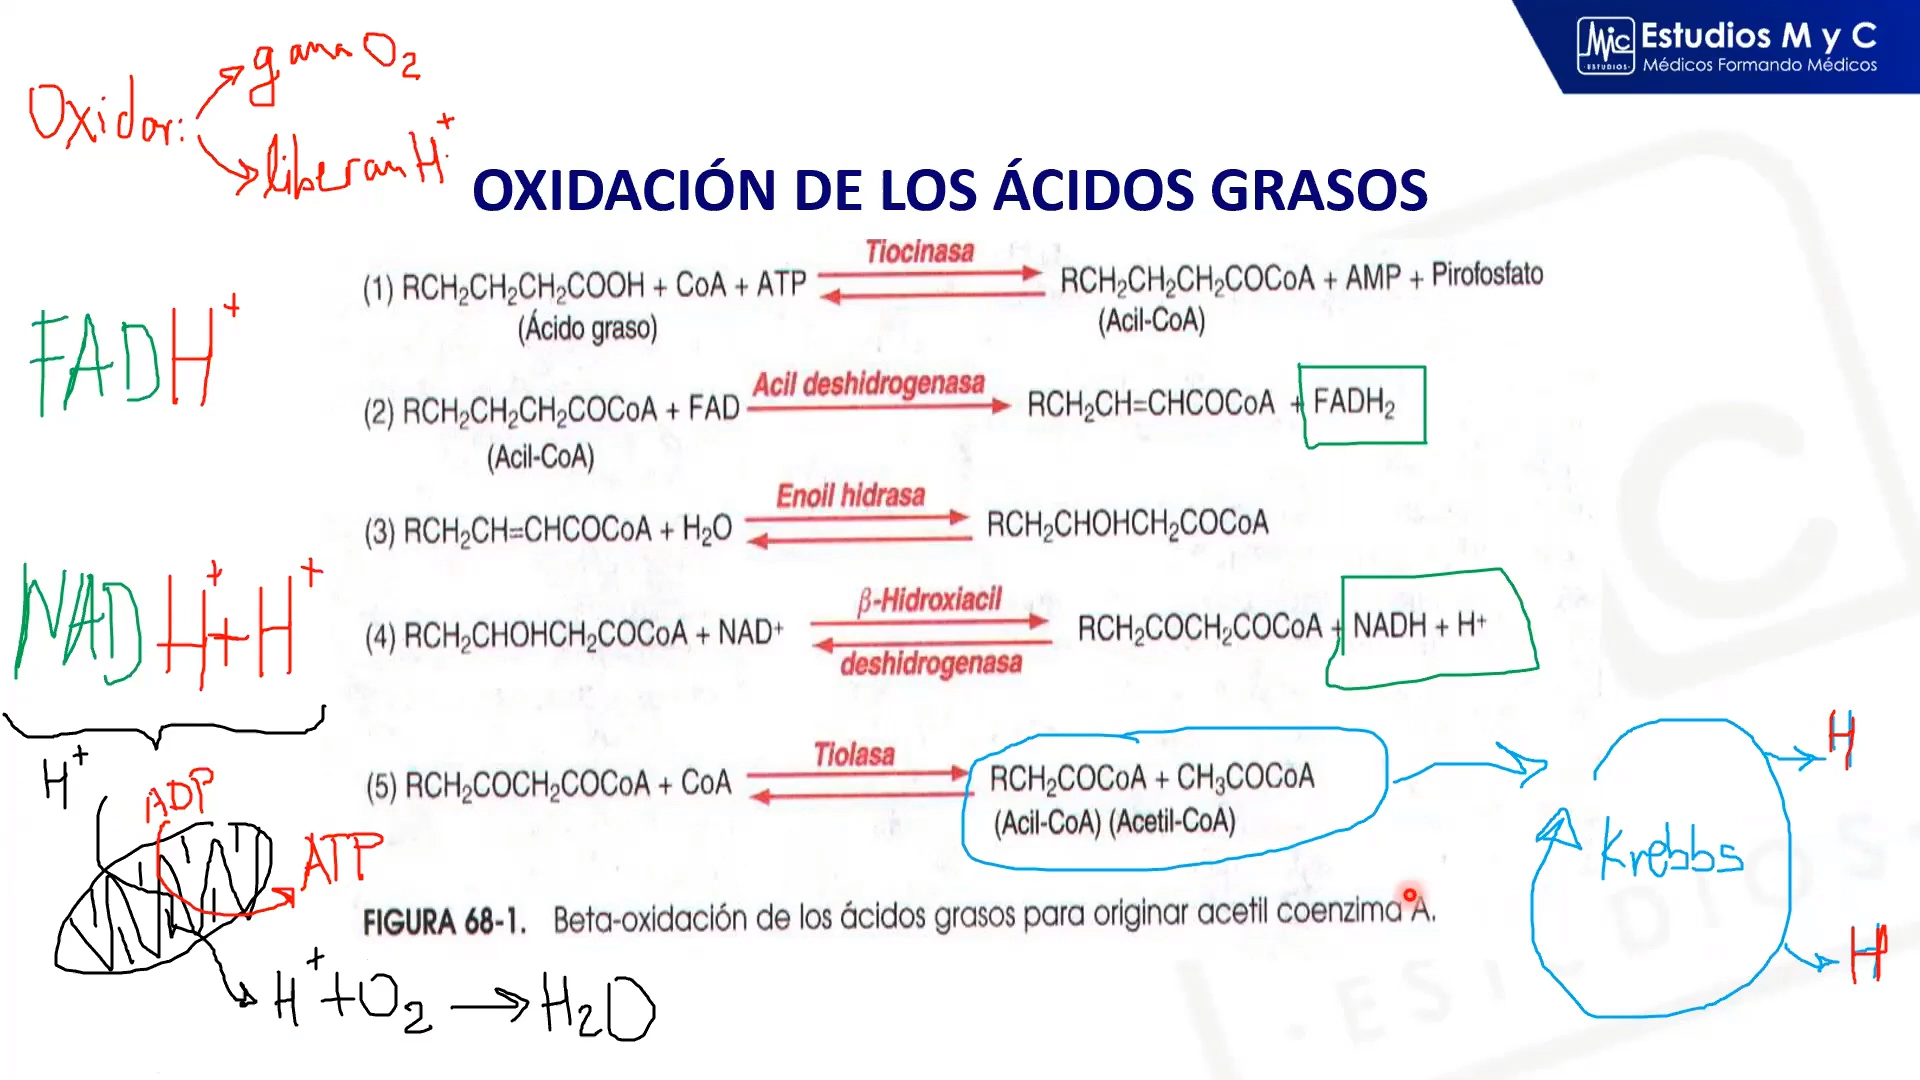 Estudios M y C
Médicos Formando Médicos
MyC
·ESTUDIOS·
Oxidar:
gana O2
liberan H+
OXIDACIÓN DE LOS ÁCIDOS GRASOS
Tiocinasa
(1) RCH₂CH₂CH₂COOH + CoA + ATP
RCH₂CH₂CH₂COCoA + AMP + Pirofosfato
(Ácido graso)
(Acil-CoA)
FADH+
Acil deshidrogenasa
(2) RCH₂CH₂CH₂COCoA + FAD
RCH₂CH=CHCOCoA + FADH₂
(Acil-CoA)
Enoil hidrasa
(3) RCH₂CH=CHCOCoA + H₂O
RCH₂CHOHCH₂COCoA
NADH+ + H+
β-Hidroxiacil
(4) RCH₂CHOHCH₂COCoA + NAD⁺
RCH₂COCH₂COCoA + NADH + H⁺
deshidrogenasa
Tiolasa
(5) RCH₂COCH₂COCoA + CoA
RCH₂COCoA + CH₃COCoA
(Acil-CoA) (Acetil-CoA)
H+
ADP
ATP
H
Krebbs
H
FIGURA 68-1. Beta-oxidación de los ácidos grasos para originar acetil coenzima A.
H+ + O2 → H2O